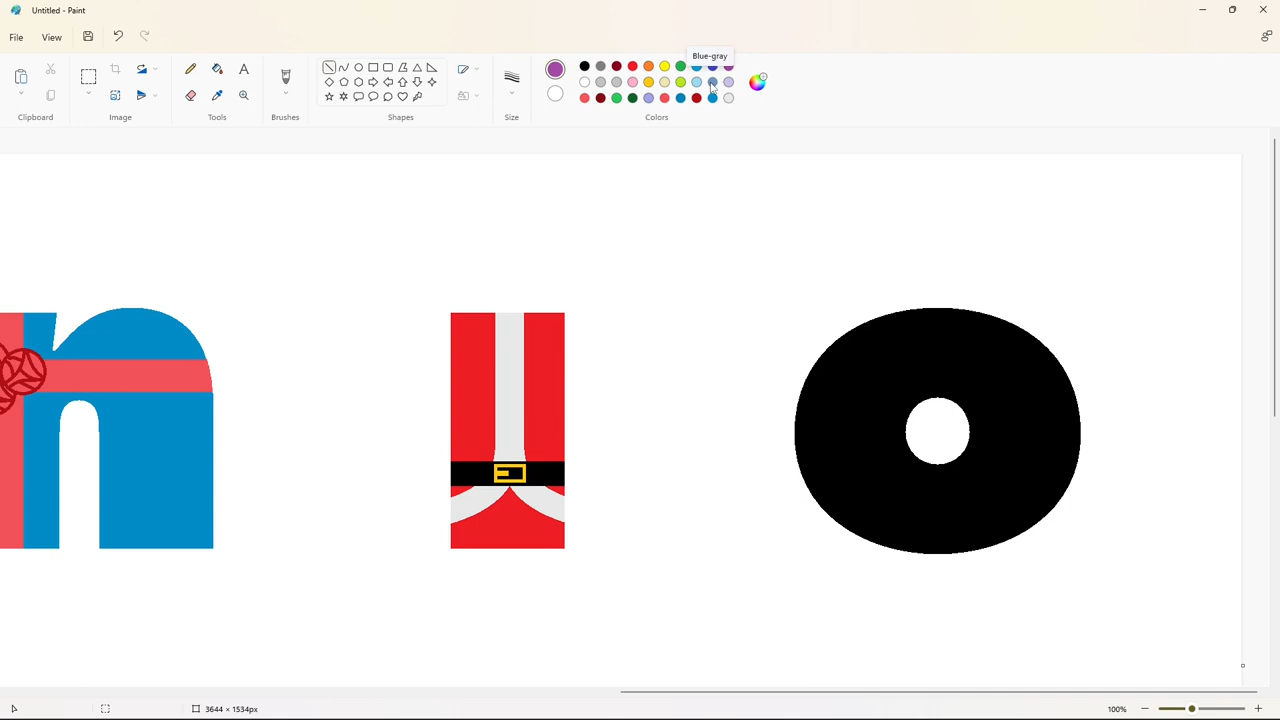 Untitled - Paint
File View
Blue-gray
Clipboard Image Tools Brushes Shapes Size Colors
n I o
3644 × 1534px 100%